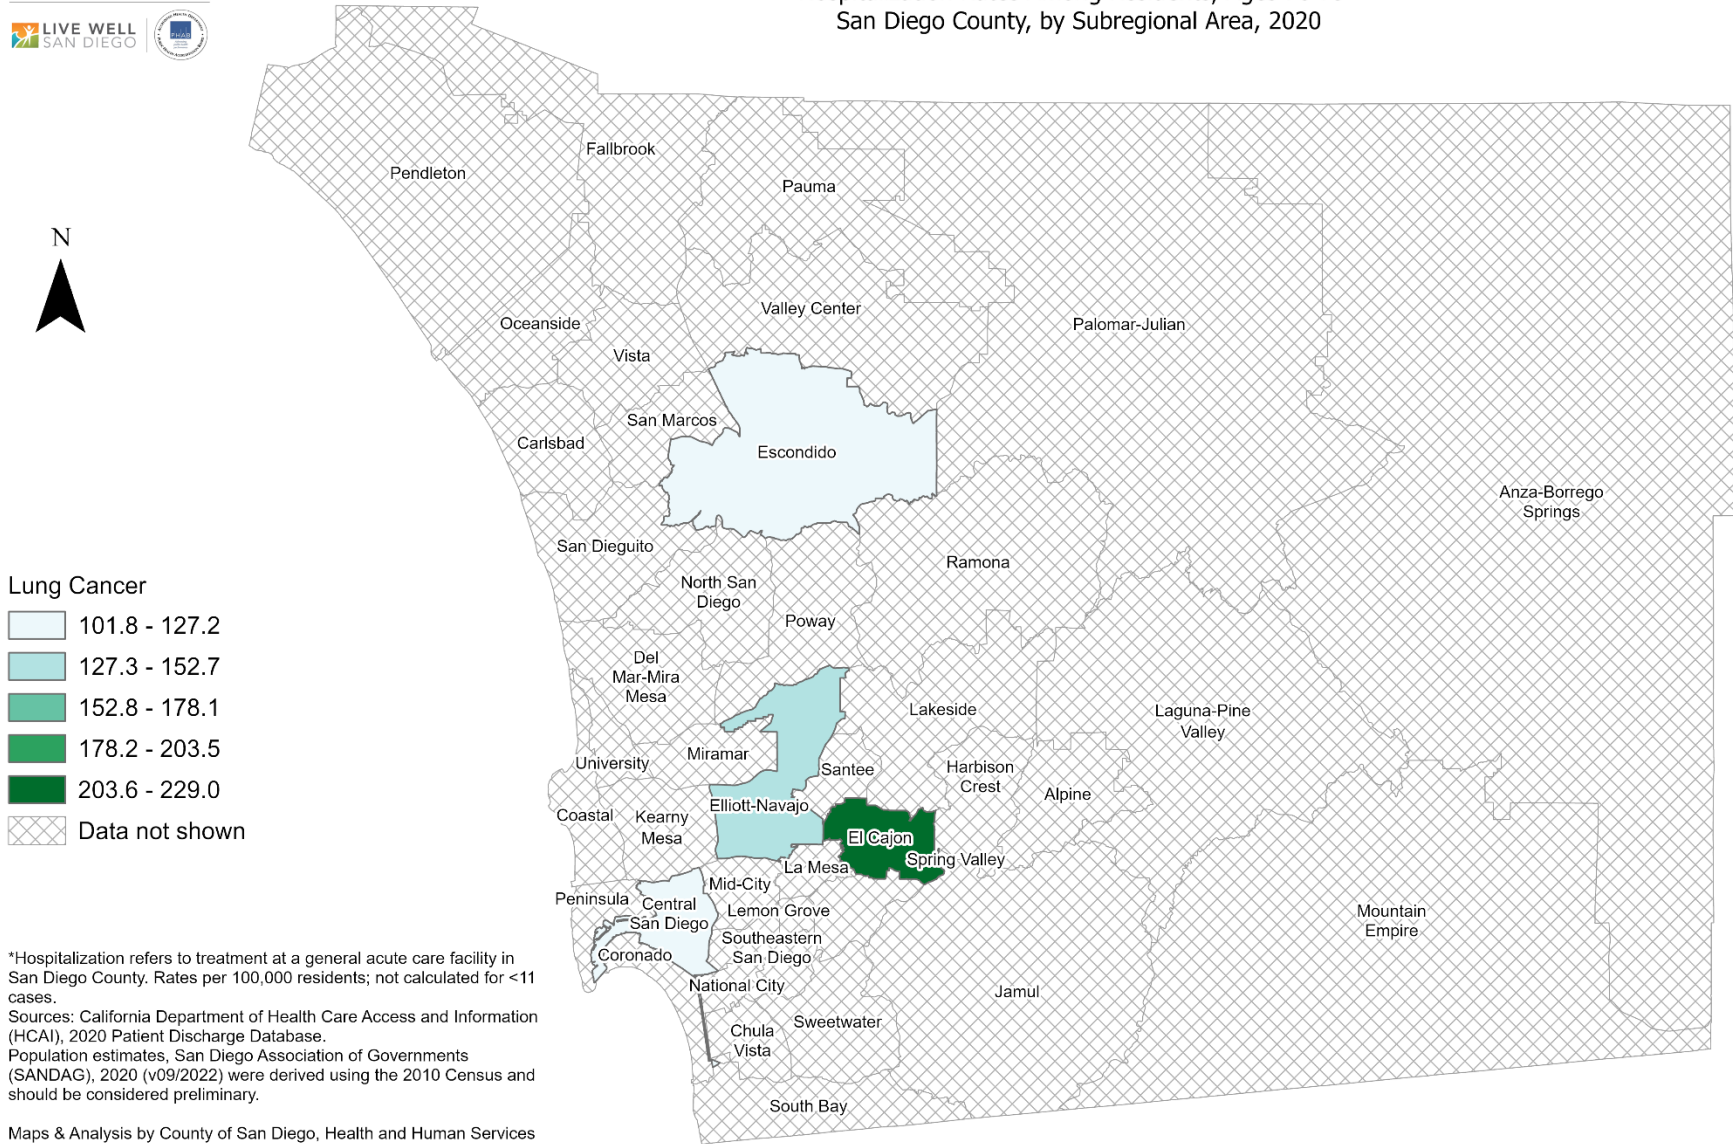 LIVE WELL
SAN DIEGO
PHAB
San Diego County, by Subregional Area, 2020
N
Fallbrook
Pendleton
Pauma
Valley Center
Oceanside
Palomar-Julian
Vista
San Marcos
Carlsbad
Escondido
Anza-Borrego
Springs
San Dieguito
Ramona
North San
Diego
Poway
Del
Mar-Mira
Mesa
Lakeside
Laguna-Pine
Valley
Miramar
University
Santee
Harbison
Crest
Alpine
Elliott-Navajo
Coastal
Kearny
Mesa
El Cajon
Spring Valley
La Mesa
Mid-City
Peninsula
Central
San Diego
Lemon Grove
Mountain
Empire
Southeastern
San Diego
Coronado
National City
Jamul
Sweetwater
Chula
Vista
South Bay
Lung Cancer
101.8 - 127.2
127.3 - 152.7
152.8 - 178.1
178.2 - 203.5
203.6 - 229.0
Data not shown
*Hospitalization refers to treatment at a general acute care facility in
San Diego County. Rates per 100,000 residents; not calculated for <11
cases.
Sources: California Department of Health Care Access and Information
(HCAI), 2020 Patient Discharge Database.
Population estimates, San Diego Association of Governments
(SANDAG), 2020 (v09/2022) were derived using the 2010 Census and
should be considered preliminary.
Maps & Analysis by County of San Diego, Health and Human Services